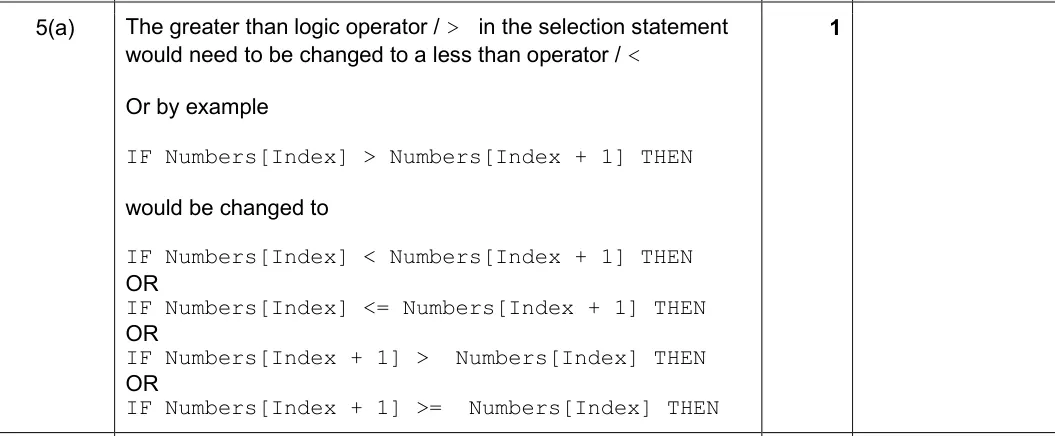 5(a) The greater than logic operator / > in the selection statement 1
would need to be changed to a less than operator / <
Or by example
IF Numbers[Index] > Numbers[Index + 1] THEN
would be changed to
IF Numbers[Index] < Numbers[Index + 1] THEN
OR
IF Numbers[Index] <= Numbers[Index + 1] THEN
OR
IF Numbers[Index + 1] > Numbers[Index] THEN
OR
IF Numbers[Index + 1] >= Numbers[Index] THEN